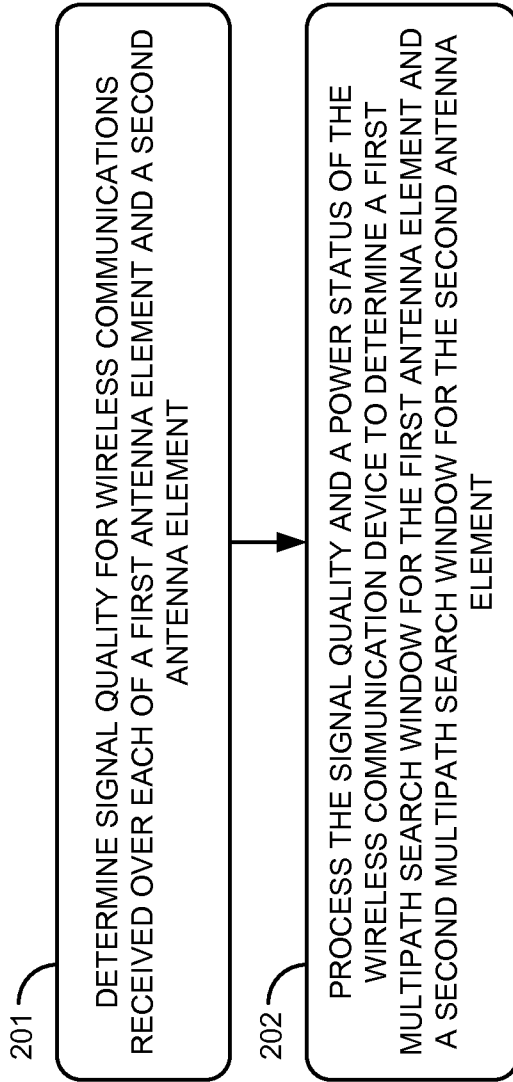 201
DETERMINE SIGNAL QUALITY FOR WIRELESS COMMUNICATIONS
RECEIVED OVER EACH OF A FIRST ANTENNA ELEMENT AND A SECOND
ANTENNA ELEMENT
202
PROCESS THE SIGNAL QUALITY AND A POWER STATUS OF THE
WIRELESS COMMUNICATION DEVICE TO DETERMINE A FIRST
MULTIPATH SEARCH WINDOW FOR THE FIRST ANTENNA ELEMENT AND
A SECOND MULTIPATH SEARCH WINDOW FOR THE SECOND ANTENNA
ELEMENT